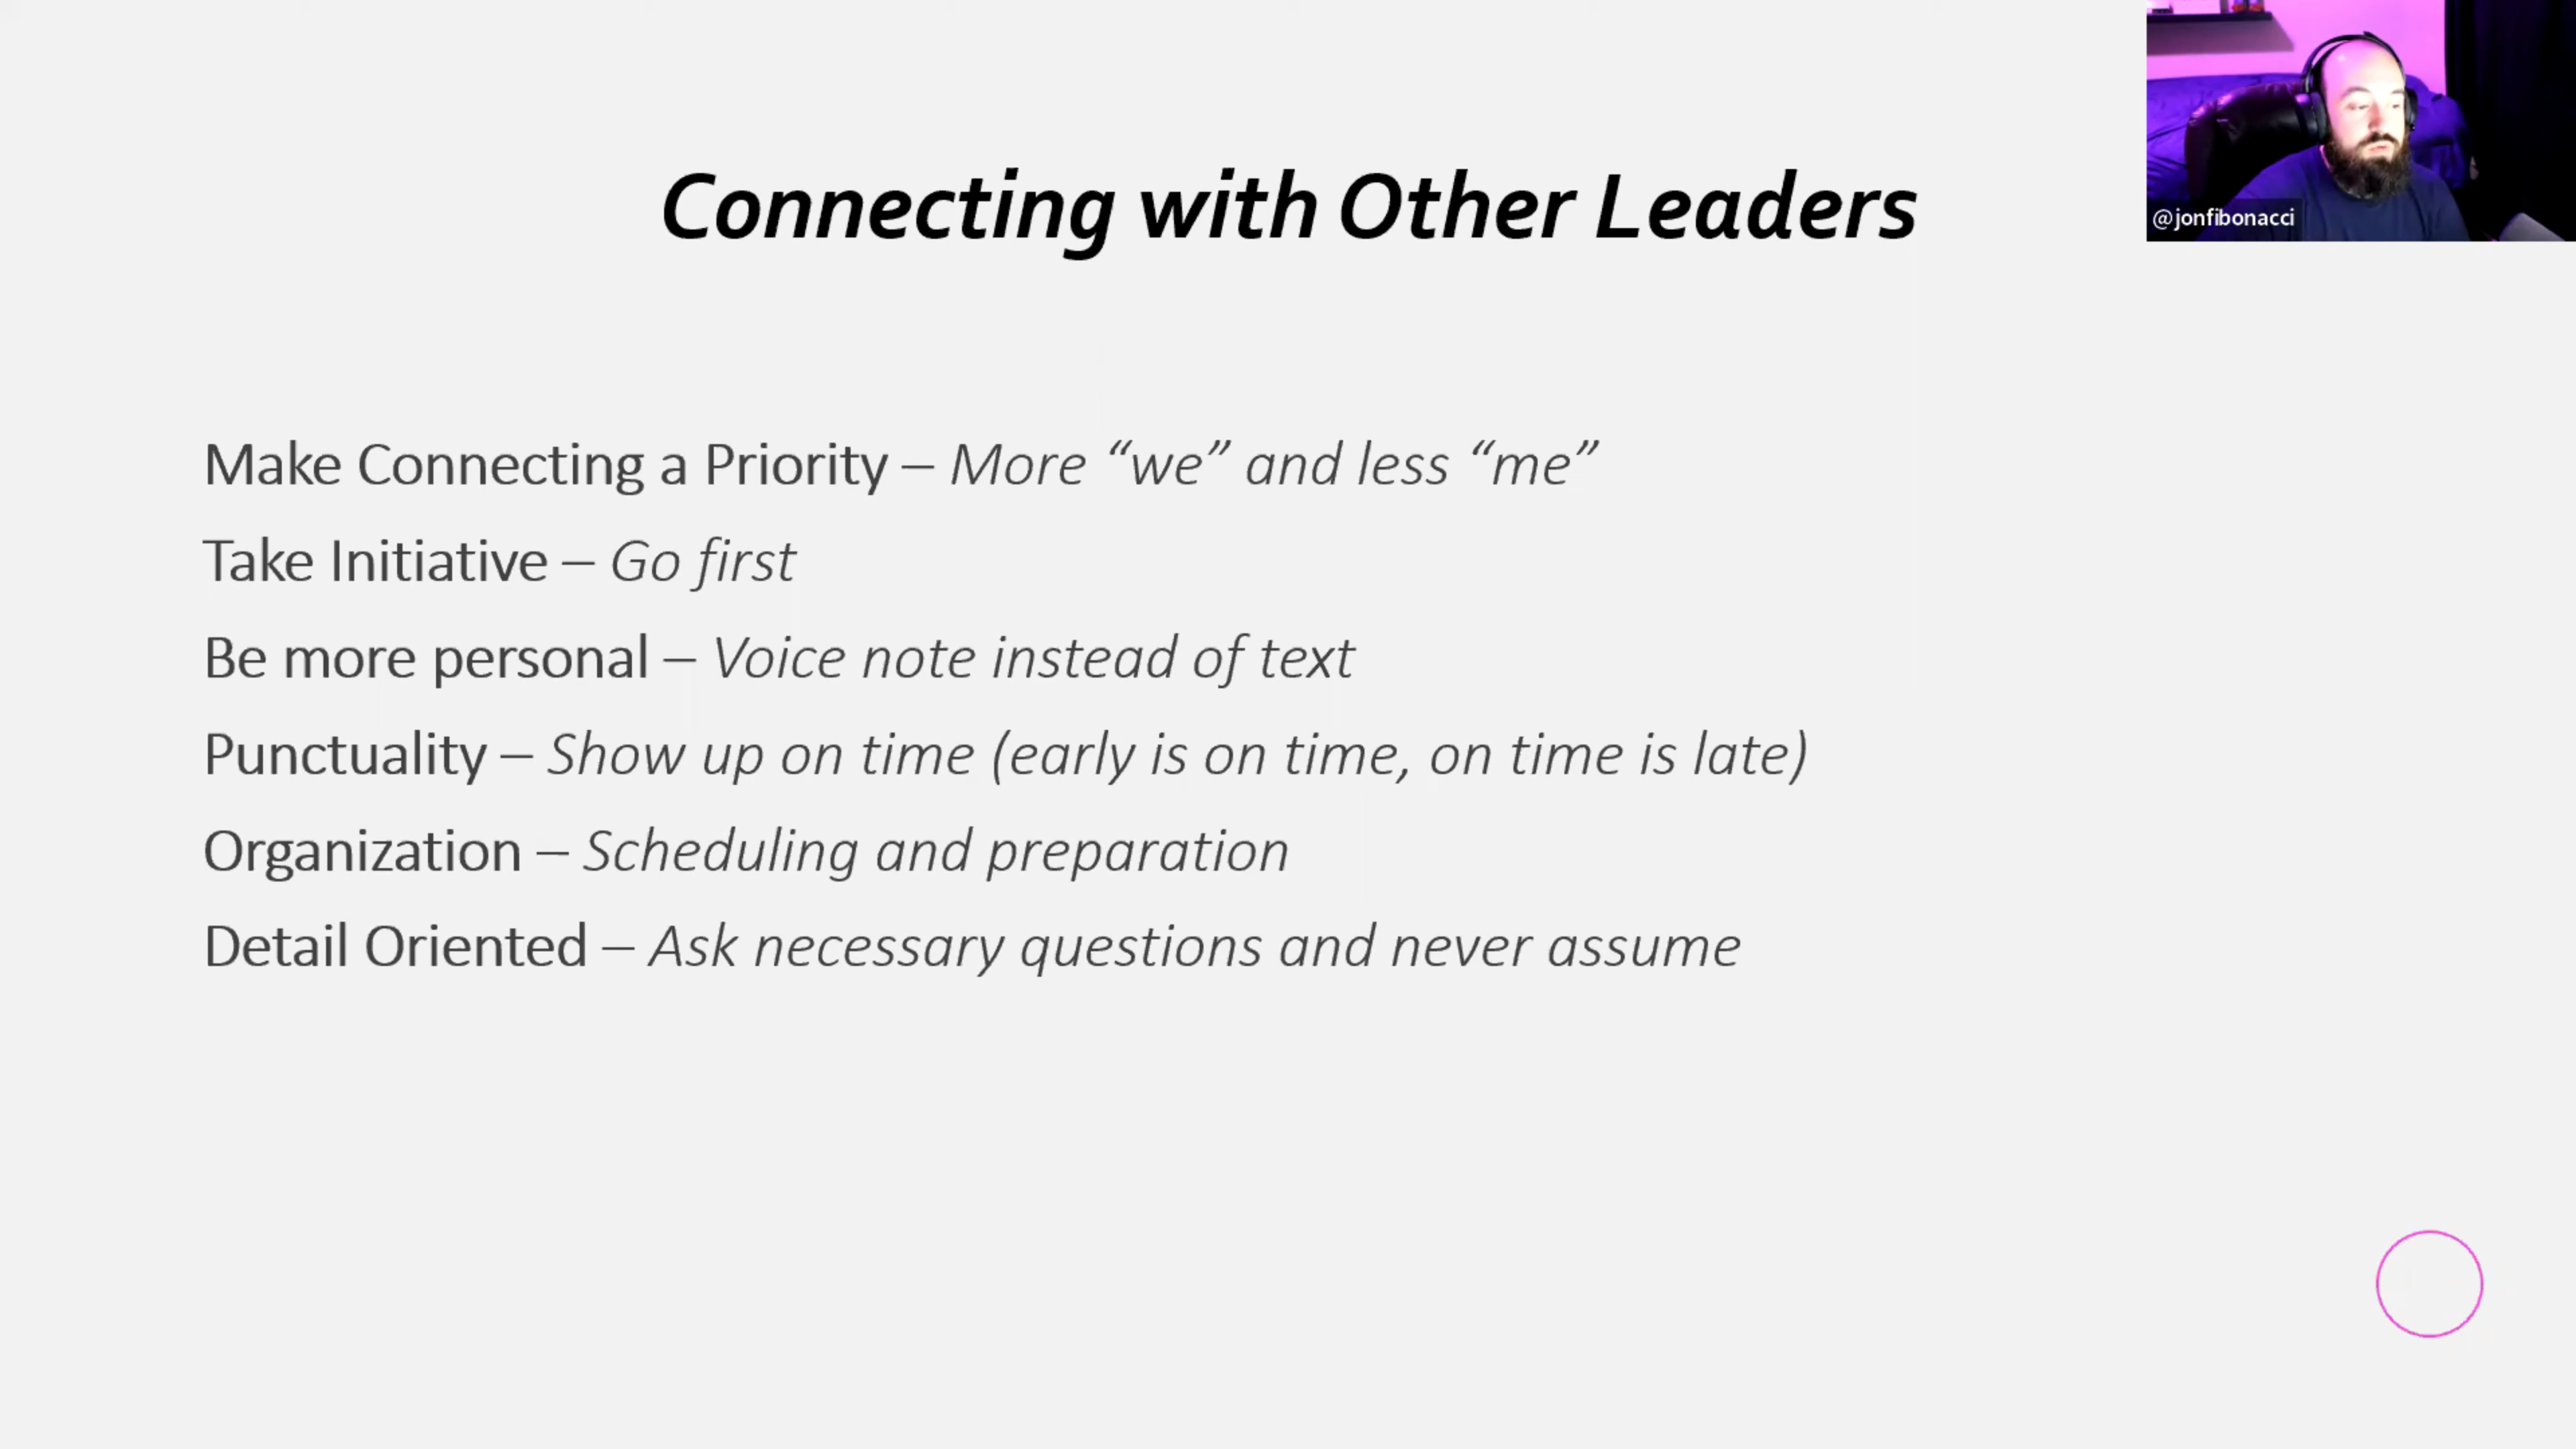 Connecting with Other Leaders
@jonfibonacci
Make Connecting a Priority – More “we” and less “me”
Take Initiative – Go first
Be more personal – Voice note instead of text
Punctuality – Show up on time (early is on time, on time is late)
Organization – Scheduling and preparation
Detail Oriented – Ask necessary questions and never assume